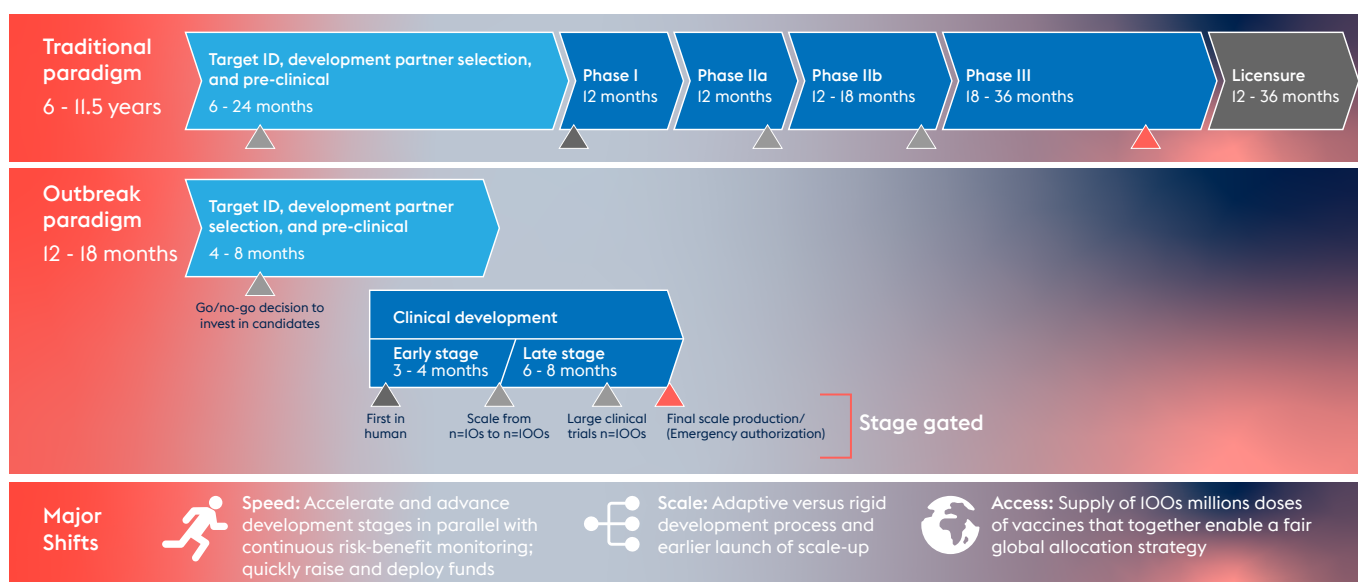 Traditional
paradigm
6 - 11.5 years
Target ID, development partner selection,
and pre-clinical
6 - 24 months
Phase I
12 months
Phase IIa
12 months
Phase IIb
12 - 18 months
Phase III
18 - 36 months
Licensure
12 - 36 months
Outbreak
paradigm
12 - 18 months
Target ID, development partner
selection, and pre-clinical
4 - 8 months
Go/no-go decision to
invest in candidates
Clinical development
Early stage
3 - 4 months
Late stage
6 - 8 months
First in
human
Scale from
n=10s to n=100s
Large clinical
trials n=100s
Final scale production/
(Emergency authorization)
Stage gated
Major
Shifts
Speed: Accelerate and advance
development stages in parallel with
continuous risk-benefit monitoring;
quickly raise and deploy funds
Scale: Adaptive versus rigid
development process and
earlier launch of scale-up
Access: Supply of 100s millions doses
of vaccines that together enable a fair
global allocation strategy